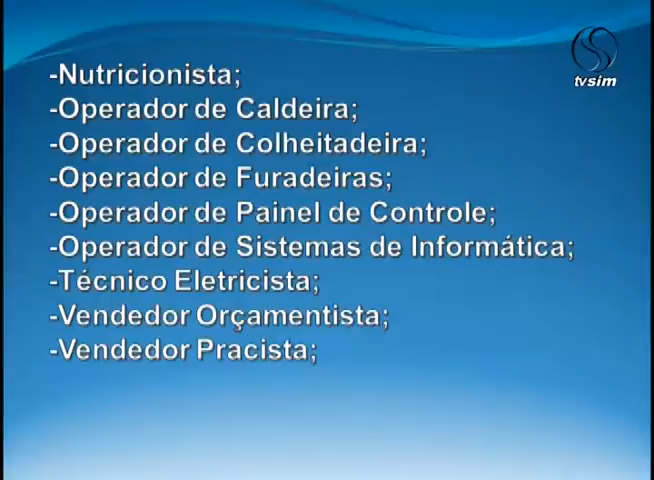 tvsim
-Nutricionista;
-Operador de Caldeira;
-Operador de Colheitadeira;
-Operador de Furadeiras;
-Operador de Painel de Controle;
-Operador de Sistemas de Informática;
-Técnico Eletricista;
-Vendedor Orçamentista;
-Vendedor Pracista;